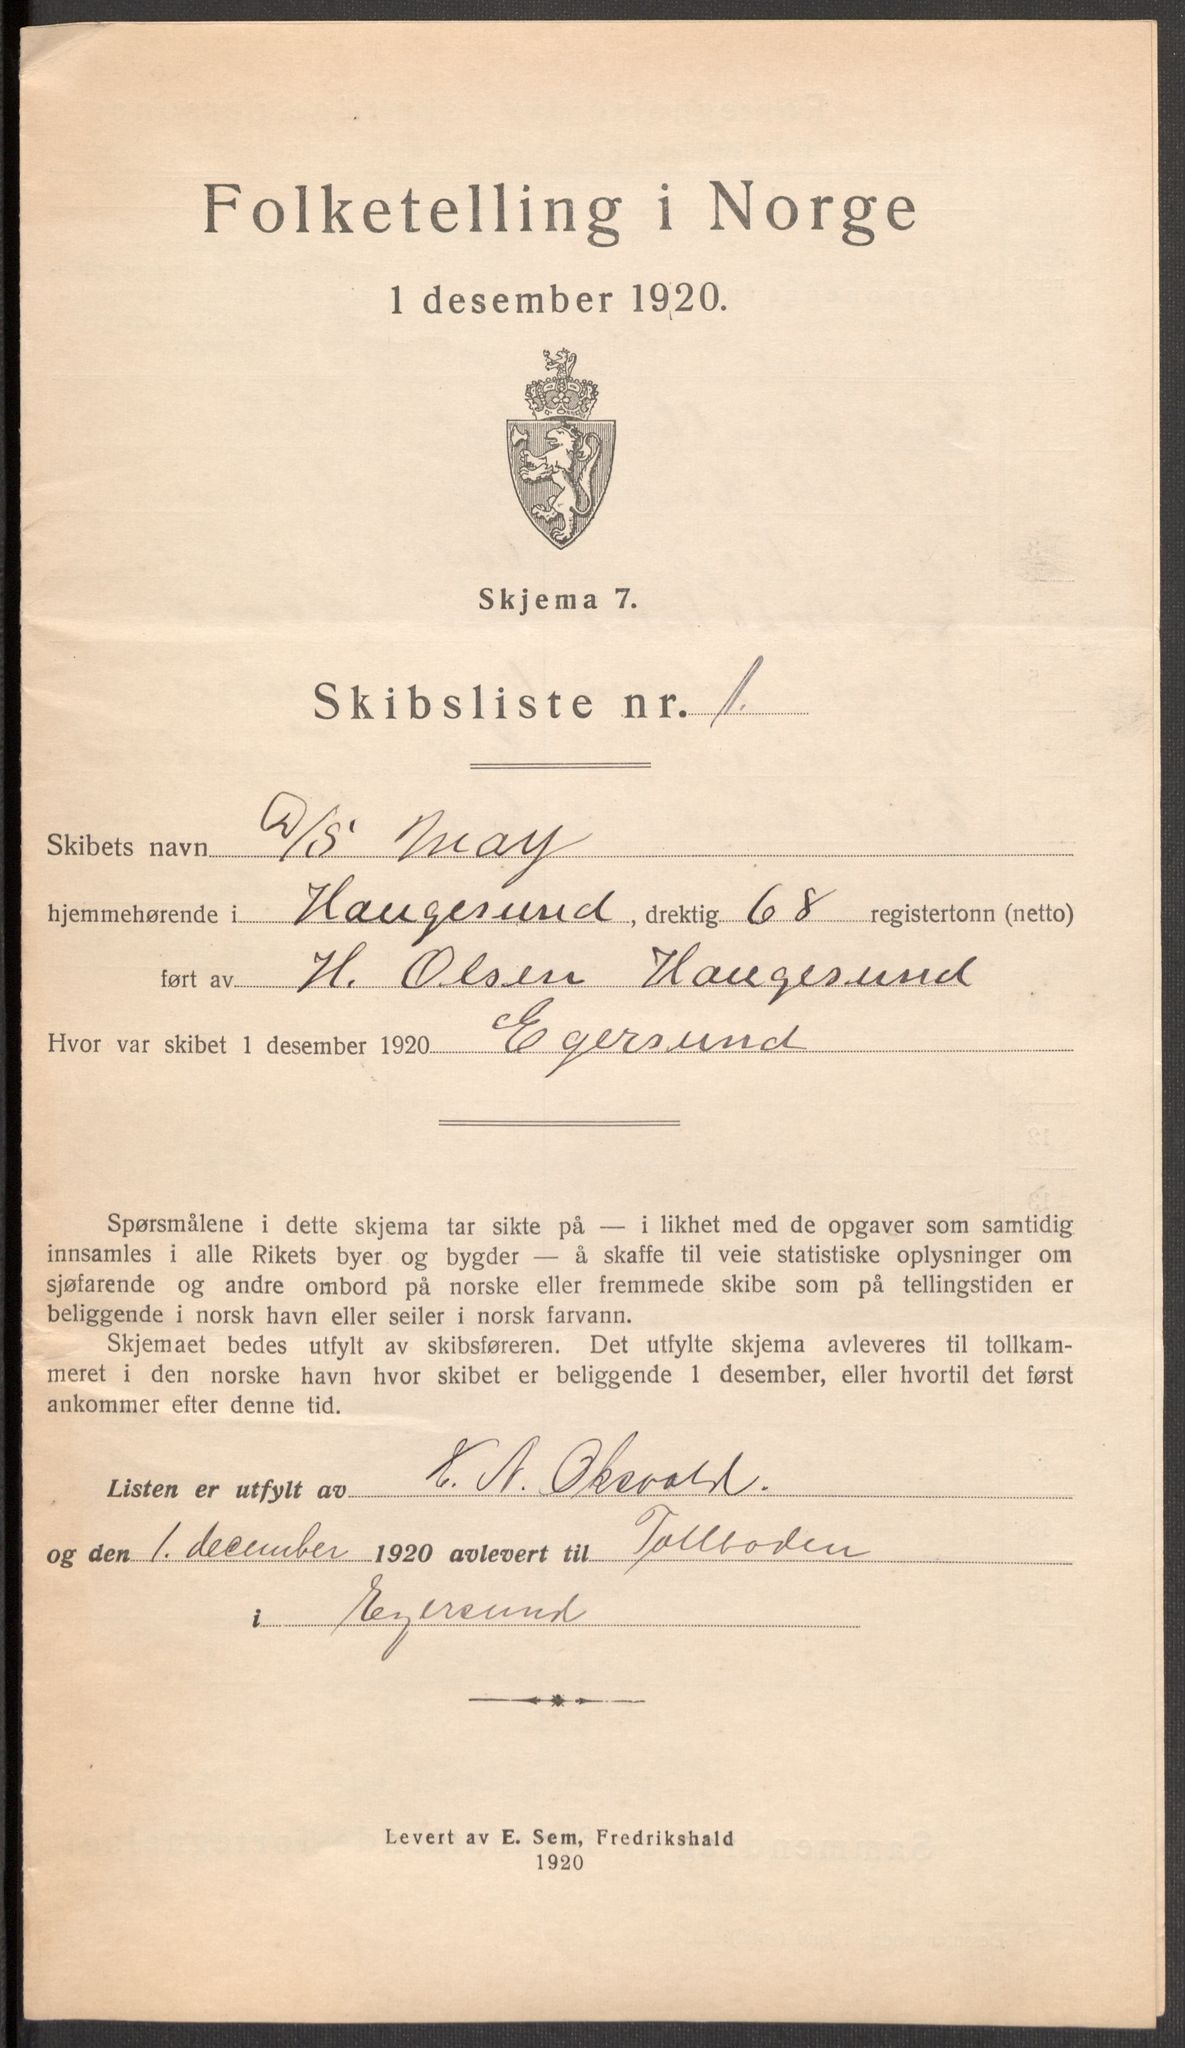 Folketelling i Norge
1 desember 1920.
Skjema 7.
Skibsliste nr. 1.
Skibets navn D/S May
hjemmehørende i Haugesund, drektig 68 registertonn (netto)
ført av H. Olsen Haugesund
Hvor var skibet 1 desember 1920 Egersund
Spørsmålene i dette skjema tar sikte på — i likhet med de opgaver som samtidig
innsamles i alle Rikets byer og bygder — å skaffe til veie statistiske oplysninger om
sjøfarende og andre ombord på norske eller fremmede skibe som på tellingstiden er
beliggende i norsk havn eller seiler i norsk farvann.
Skjemaet bedes utfylt av skibsføreren. Det utfylte skjema avleveres til tollkam-
meret i den norske havn hvor skibet er beliggende 1 desember, eller hvortil det først
ankommer efter denne tid.
Listen er utfylt av N. Oksvold.
og den 1. december 1920 avlevert til Tollboden
i Egersund
Levert av E. Sem, Fredrikshald
1920